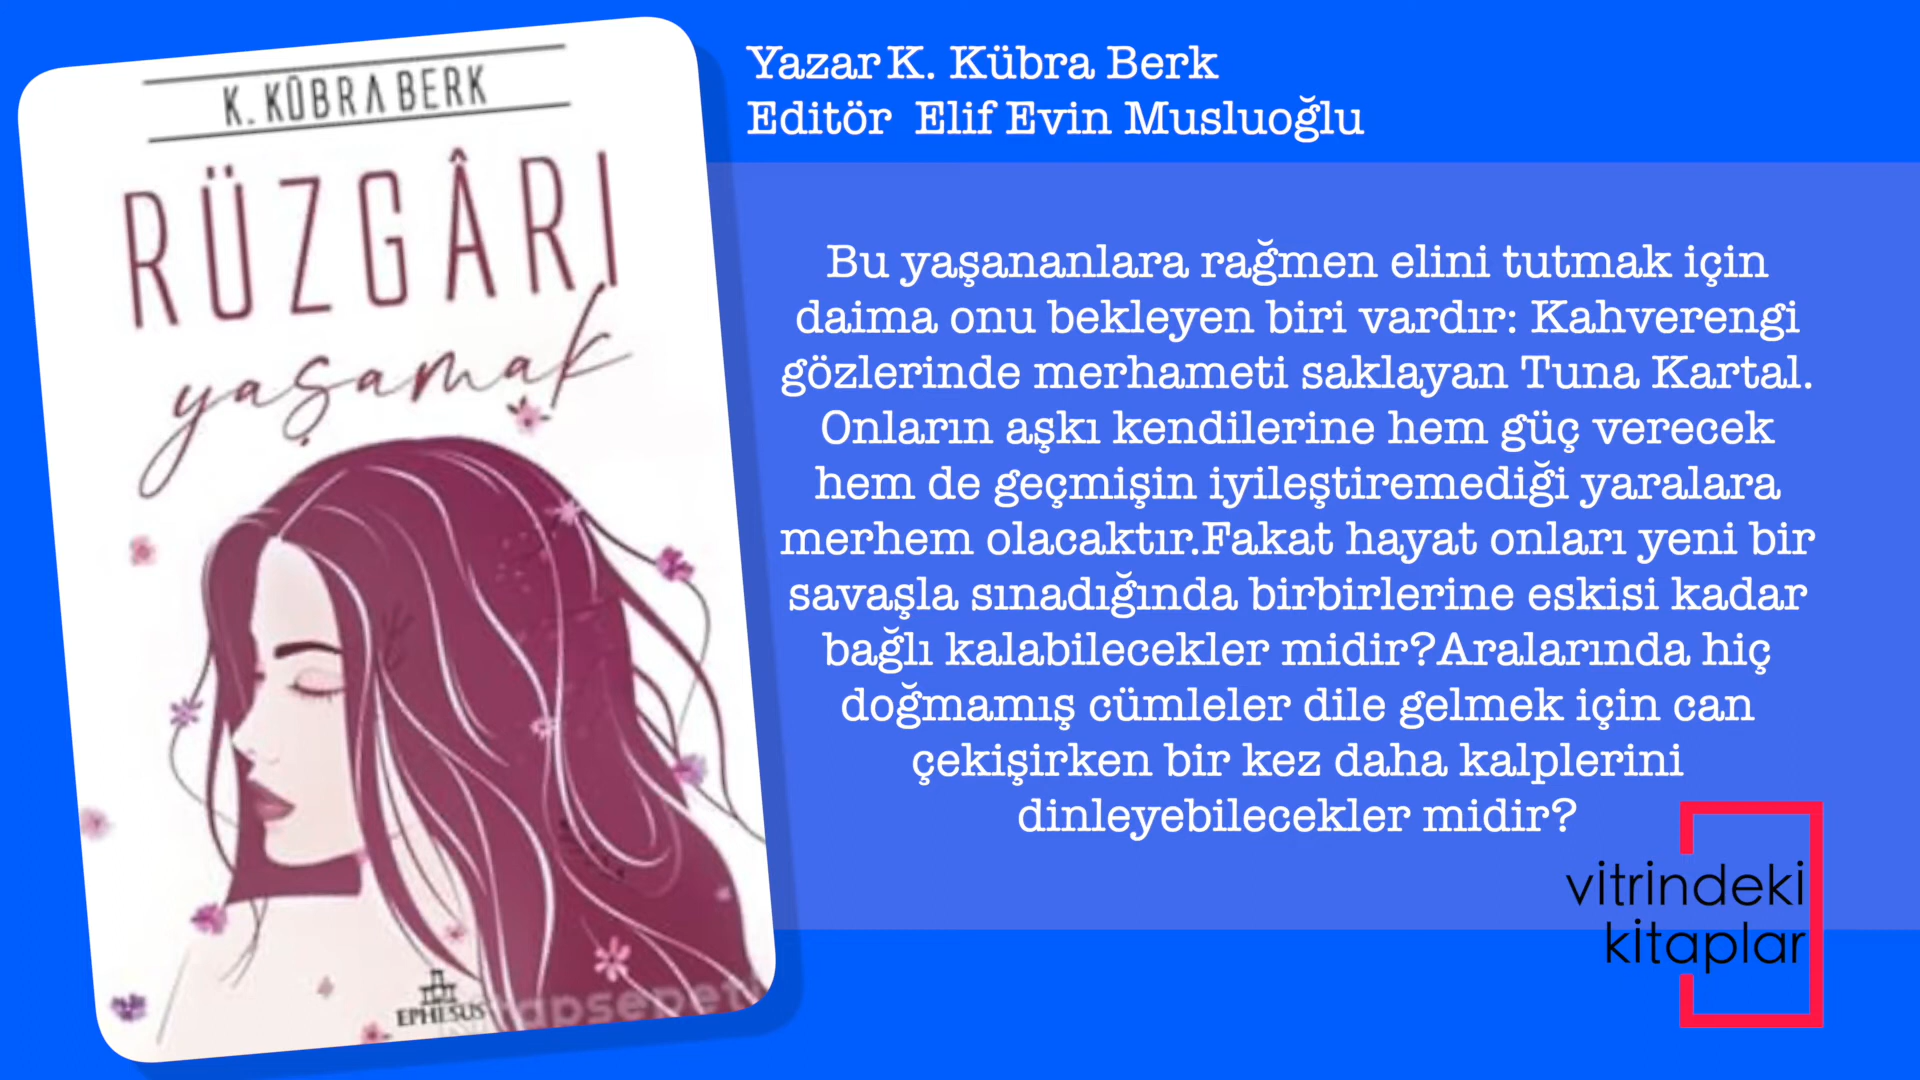 K. KÜBRA BERK
RÜZGÂRI
yaşamak
EPHESUS
Yazar K. Kübra Berk
Editör Elif Evin Musluoğlu
Bu yaşananlara rağmen elini tutmak için
daima onu bekleyen biri vardır: Kahverengi
gözlerinde merhameti saklayan Tuna Kartal.
Onların aşkı kendilerine hem güç verecek
hem de geçmişin iyileştiremediği yaralara
merhem olacaktır.Fakat hayat onları yeni bir
savaşla sınadığında birbirlerine eskisi kadar
bağlı kalabilecekler midir?Aralarında hiç
doğmamış cümleler dile gelmek için can
çekişirken bir kez daha kalplerini
dinleyebilecekler midir?
vitrindeki
kitaplar